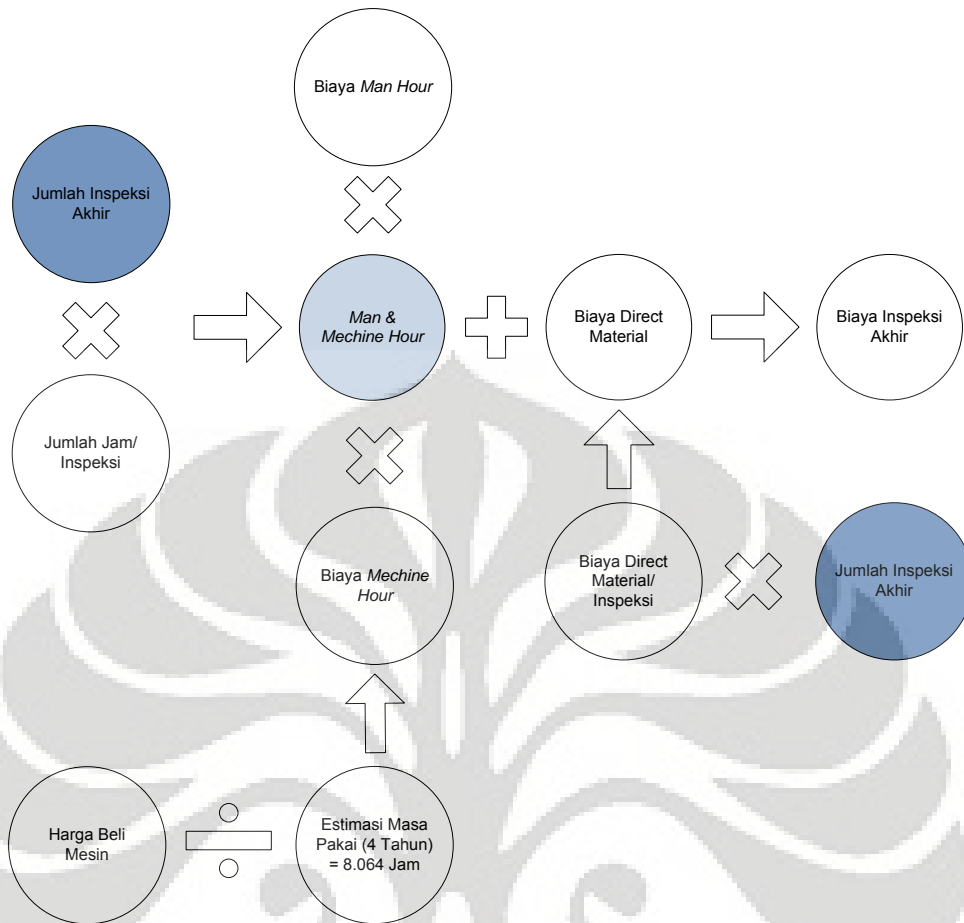 Biaya Man Hour
Jumlah Inspeksi
Akhir
Man &
Mechine Hour
Biaya Direct
Material
Biaya Inspeksi
Akhir
Jumlah Jam/
Inspeksi
Biaya Mechine
Hour
Biaya Direct
Material/
Inspeksi
Jumlah Inspeksi
Akhir
Harga Beli
Mesin
Estimasi Masa
Pakai (4 Tahun)
= 8.064 Jam